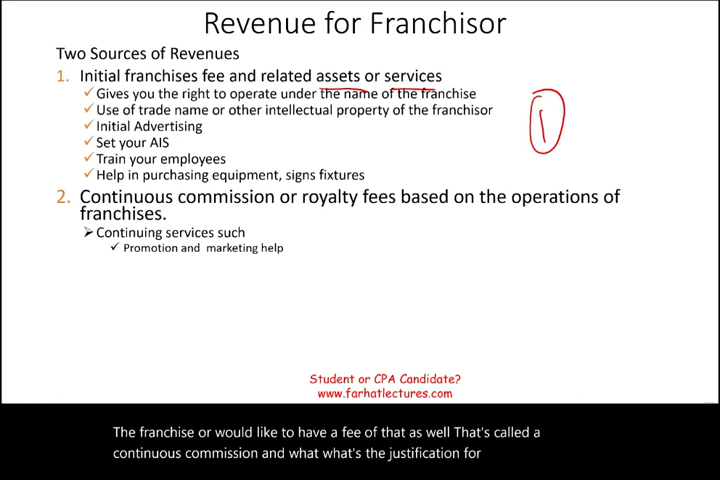 Revenue for Franchisor
Two Sources of Revenues
1. Initial franchises fee and related assets or services
✓Gives you the right to operate under the name of the franchise
✓Use of trade name or other intellectual property of the franchisor
✓Initial Advertising
✓Set your AIS
✓Train your employees
✓Help in purchasing equipment, signs fixtures
1
2. Continuous commission or royalty fees based on the operations of
franchises.
➢Continuing services such
✓ Promotion and marketing help
Student or CPA Candidate?
www.farhatlectures.com
The franchise or would like to have a fee of that as well That's called a
continuous commission and what what's the justification for